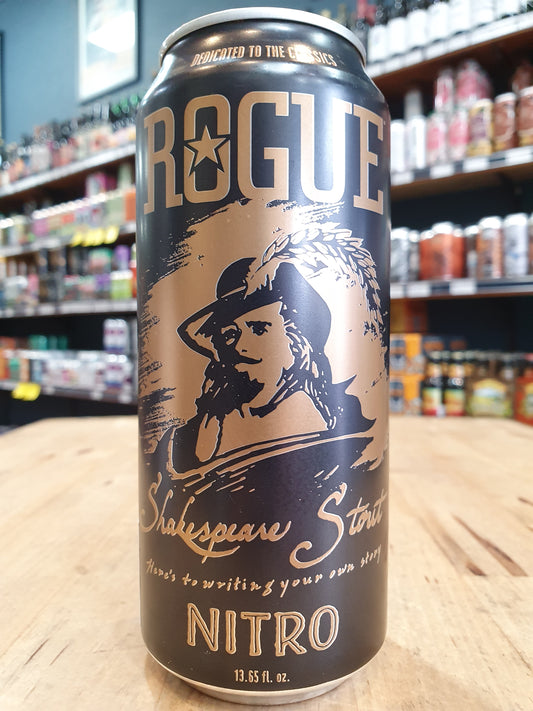 DEDICATED TO THE CLASSICS
ROGUE
Shakespeare Stout
Here's to writing your own story
NITRO
13.65 fl. oz.